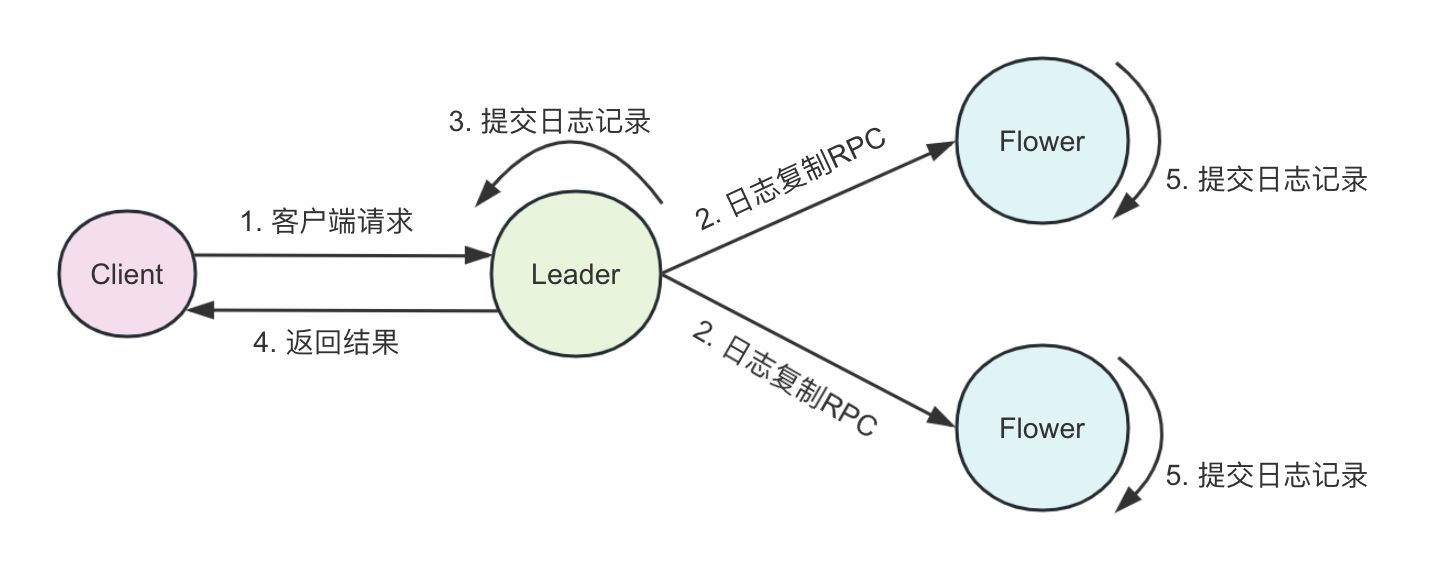 3. 提交日志记录
1. 客户端请求
Client
4. 返回结果
Leader
2. 日志复制RPC
2. 日志复制RPC
Flower
5. 提交日志记录
Flower
5. 提交日志记录